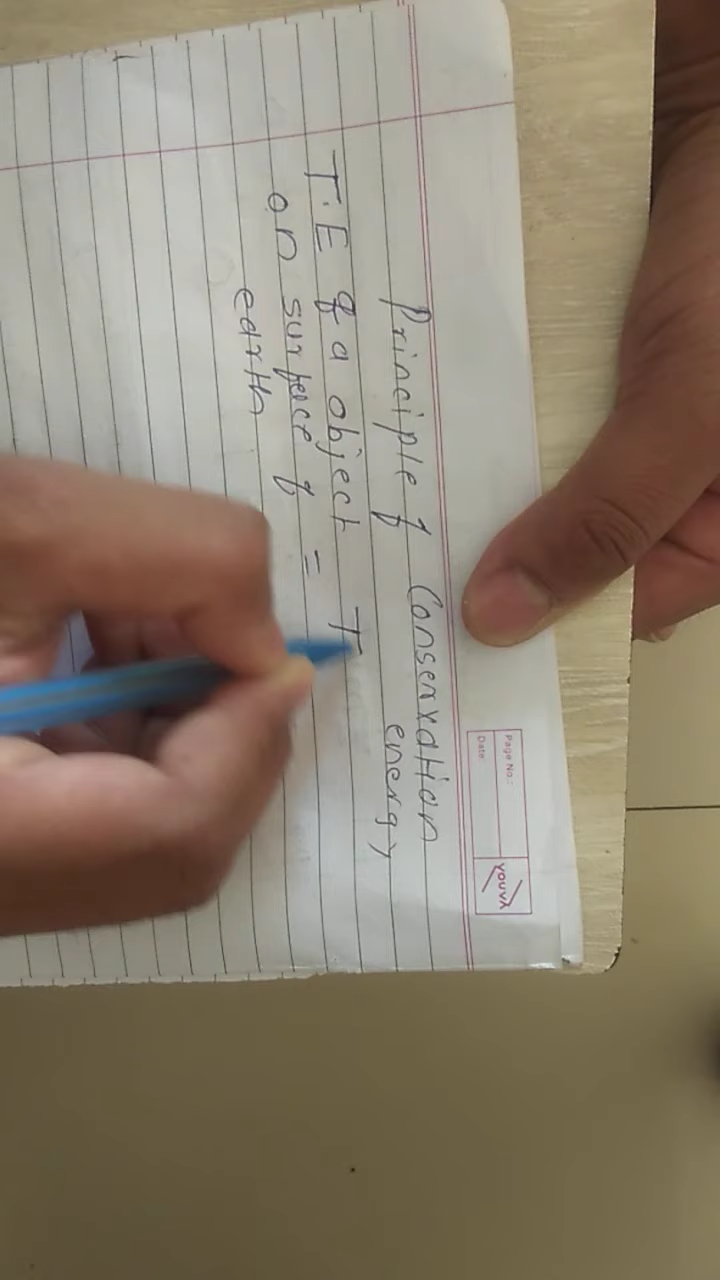 Page No.:
Date:
YOUVA
Principle of Conservation
energy
T.E of a object T
on surface of =
earth